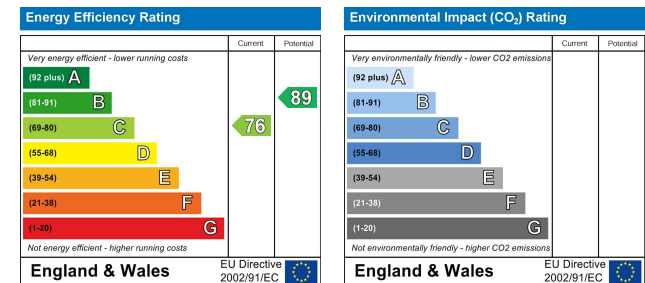 Energy Efficiency Rating
Current Potential
Very energy efficient - lower running costs
(92 plus) A
(81-91) B
89
(69-80) C
76
(55-68) D
(39-54) E
(21-38) F
(1-20) G
Not energy efficient - higher running costs
England & Wales
EU Directive
2002/91/EC
Environmental Impact (CO₂) Rating
Current Potential
Very environmentally friendly - lower CO2 emissions
(92 plus) A
(81-91) B
(69-80) C
(55-68) D
(39-54) E
(21-38) F
(1-20) G
Not environmentally friendly - higher CO2 emissions
England & Wales
EU Directive
2002/91/EC